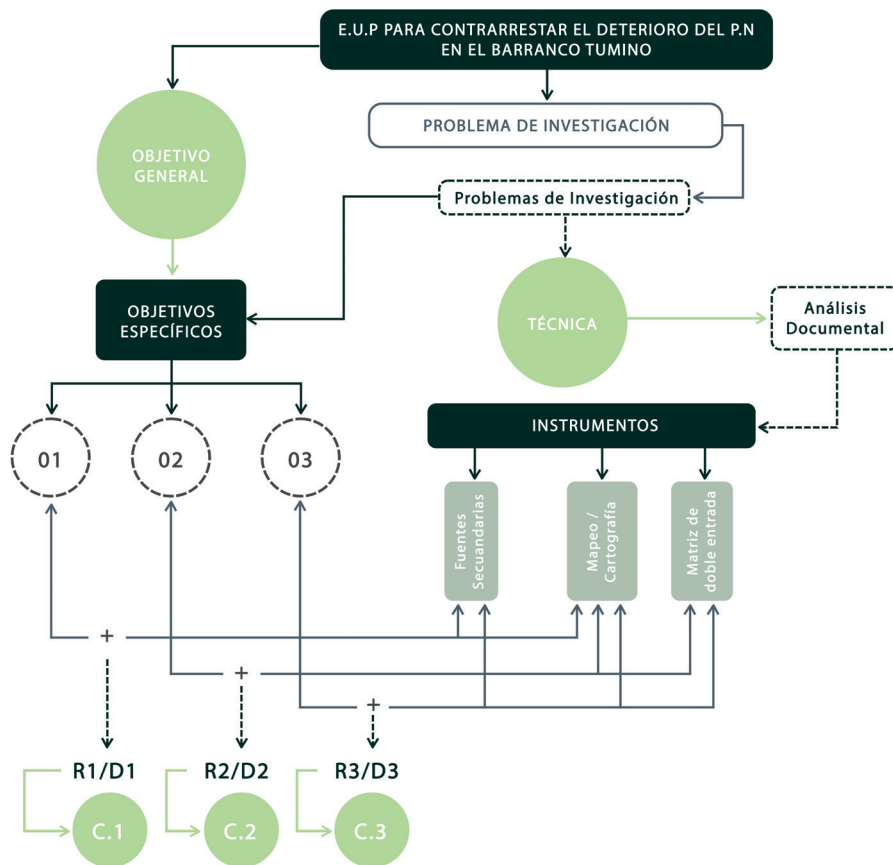 E.U.P PARA CONTRARRESTAR EL DETERIORO DEL P.N
EN EL BARRANCO TUMINO
PROBLEMA DE INVESTIGACIÓN
OBJETIVO
GENERAL
Problemas de Investigación
OBJETIVOS
ESPECÍFICOS
TÉCNICA
Análisis
Documental
INSTRUMENTOS
01
02
03
Fuentes
Secuandarias
Mapeo /
Cartografía
Matriz de
doble entrada
+
+
+
R1/D1
R2/D2
R3/D3
C.1
C.2
C.3